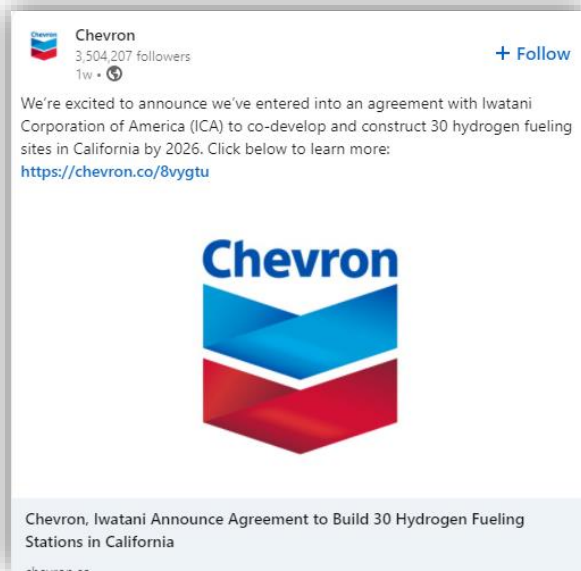 Chevron
Chevron
3,504,207 followers
+ Follow
1w •
We're excited to announce we've entered into an agreement with Iwatani
Corporation of America (ICA) to co-develop and construct 30 hydrogen fueling
sites in California by 2026. Click below to learn more:
https://chevron.co/8vygtu
Chevron
Chevron, Iwatani Announce Agreement to Build 30 Hydrogen Fueling
Stations in California